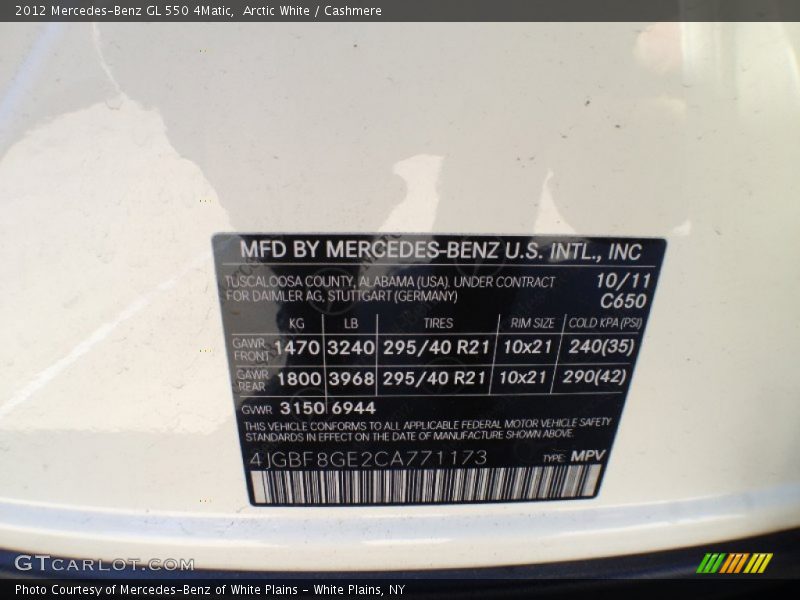 2012 Mercedes-Benz GL 550 4Matic, Arctic White / Cashmere
MFD BY MERCEDES-BENZ U.S. INTL., INC
TUSCALOOSA COUNTY, ALABAMA (USA). UNDER CONTRACT 10/11
FOR DAIMLER AG, STUTTGART (GERMANY) C650
KG LB TIRES RIM SIZE COLD KPA (PSI)
GAWR FRONT 1470 3240 295/40 R21 10x21 240(35)
GAWR REAR 1800 3968 295/40 R21 10x21 290(42)
GVWR 3150 6944
THIS VEHICLE CONFORMS TO ALL APPLICABLE FEDERAL MOTOR VEHICLE SAFETY
STANDARDS IN EFFECT ON THE DATE OF MANUFACTURE SHOWN ABOVE.
4JGBF8GE2CA771173 TYPE: MPV
GTCARLOT.COM
Photo Courtesy of Mercedes-Benz of White Plains - White Plains, NY